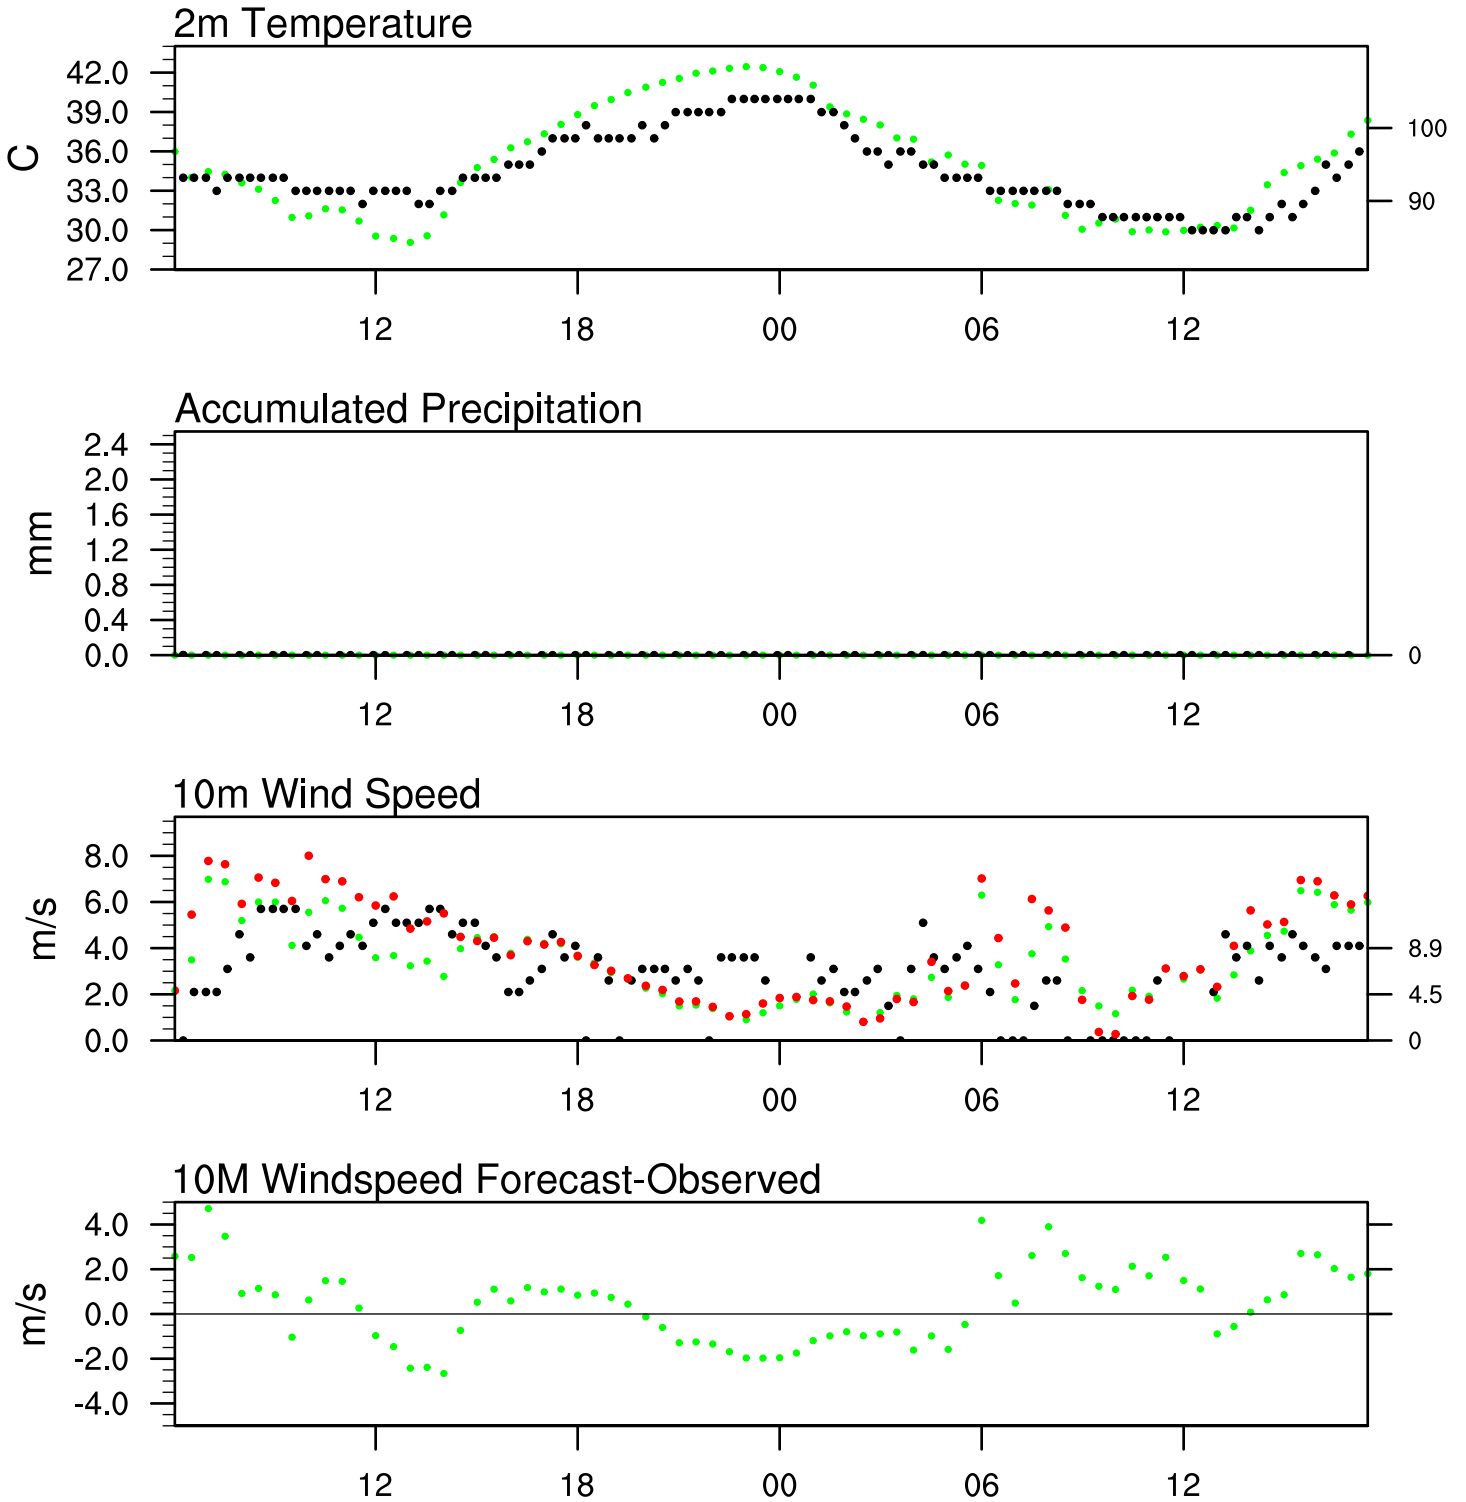 2m Temperature
42.0
39.0
36.0
33.0
30.0
27.0
C
100
90
12 18 00 06 12
Accumulated Precipitation
2.4
2.0
1.6
1.2
0.8
0.4
0.0
mm
0
12 18 00 06 12
10m Wind Speed
8.0
6.0
4.0
2.0
0.0
m/s
8.9
4.5
0
12 18 00 06 12
10M Windspeed Forecast-Observed
4.0
2.0
0.0
-2.0
-4.0
m/s
12 18 00 06 12